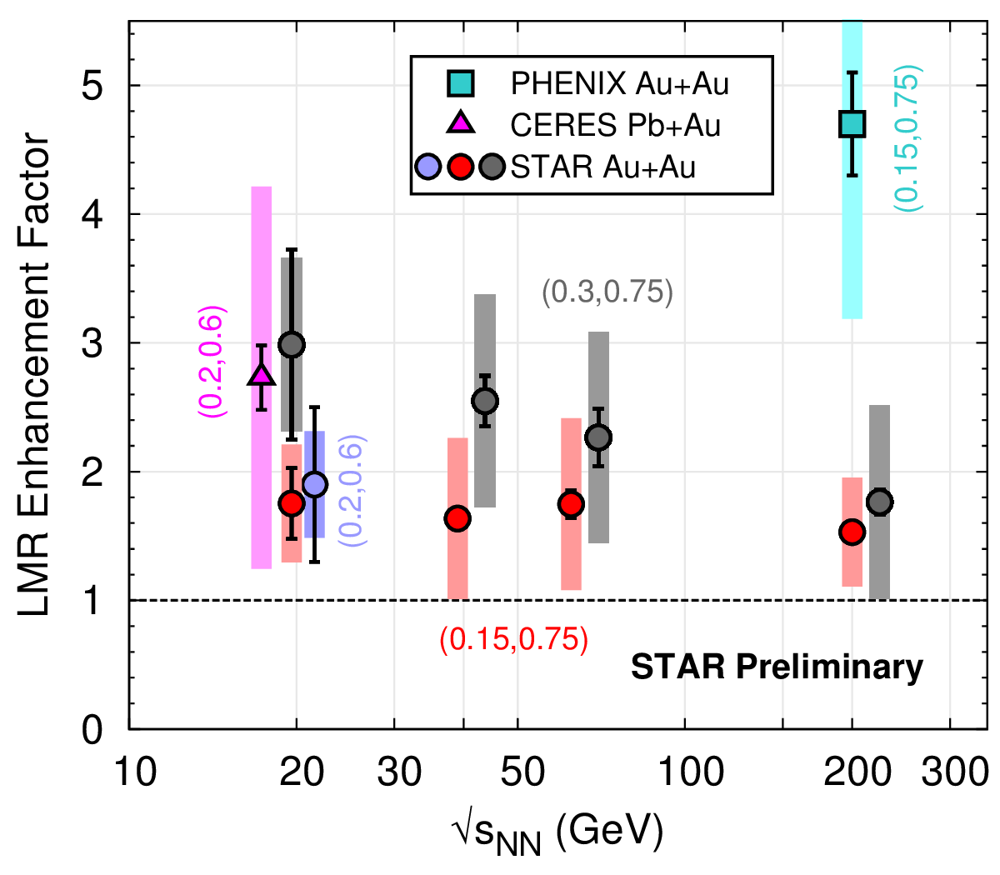 LMR Enhancement Factor
5
4
3
2
1
0
PHENIX Au+Au
CERES Pb+Au
STAR Au+Au
(0.15,0.75)
(0.3,0.75)
(0.2,0.6)
(0.2,0.6)
(0.15,0.75)
STAR Preliminary
10 20 30 50 100 200 300
√sNN (GeV)